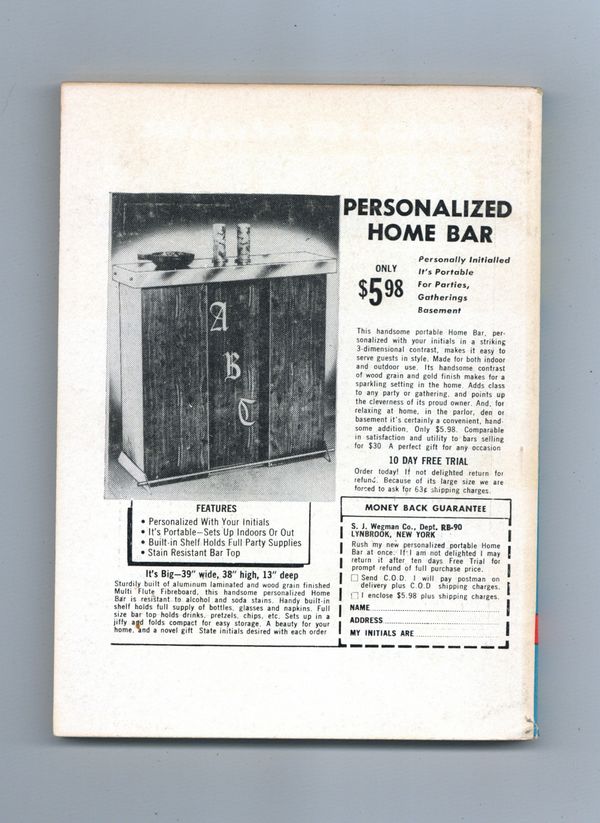 PERSONALIZED
HOME BAR
ONLY
$5.98
Personally Initialled
It's Portable
For Parties,
Gatherings
Basement
A
B
C
This handsome portable Home Bar, per-
sonalized with your initials in a striking
3-dimensional contrast, makes it easy to
serve guests in style. Made for both indoor
and outdoor use. Its handsome contrast
of wood grain and gold finish makes for a
sparkling setting in the home. Adds class
to any party or gathering, and points up
the cleverness of its proud owner. And, for
relaxing at home, in the parlor, den or
basement it's certainly a convenient, hand-
some addition. Only $5.98. Comparable
in satisfaction and utility to bars selling
for $30 A perfect gift for any occasion
10 DAY FREE TRIAL
Order today! If not delighted return for
refund. Because of its large size we are
forced to ask for 63¢ shipping charges.
FEATURES
• Personalized With Your Initials
• It's Portable—Sets Up Indoors Or Out
• Built-in Shelf Holds Full Party Supplies
• Stain Resistant Bar Top
It's Big—39" wide, 38" high, 13" deep
Sturdily built of aluminum laminated and wood grain finished
Multi Flute Fibreboard, this handsome personalized Home
Bar is resistant to alcohol and soda stains. Handy built-in
shelf holds full supply of bottles, glasses and napkins. Full
size bar top holds drinks, pretzels, chips, etc. Sets up in a
jiffy and folds compact for easy storage. A beauty for your
home, and a novel gift State initials desired with each order
MONEY BACK GUARANTEE
S. J. Wegman Co., Dept. RB-90
LYNBROOK, NEW YORK
Rush my new personalized portable Home
Bar at once. If I am not delighted I may
return it after ten days Free Trial for
prompt refund of full purchase price.
Send C.O.D. I will pay postman on
delivery plus C.O.D shipping charges.
I enclose $5.98 plus shipping charges.
NAME
ADDRESS
MY INITIALS ARE